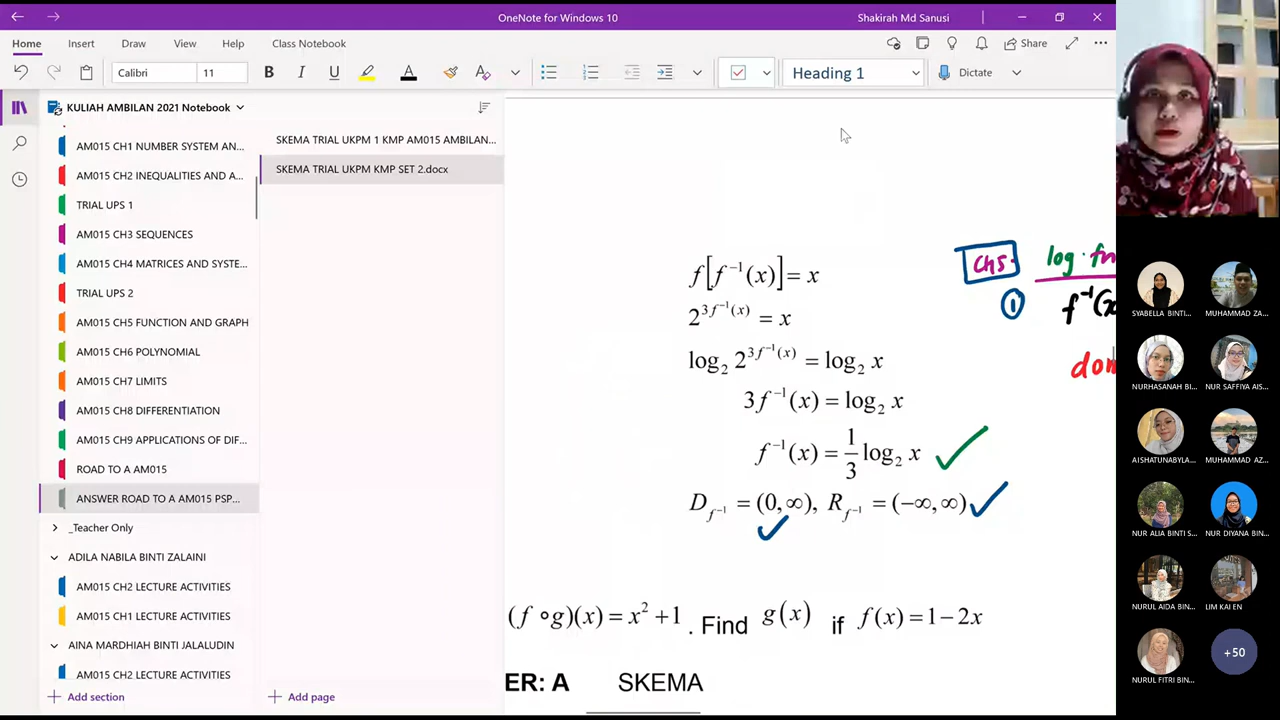 OneNote for Windows 10
Shakirah Md Sanusi
Home Insert Draw View Help Class Notebook
Share
Calibri 11 B I U A Heading 1 Dictate
KULIAH AMBILAN 2021 Notebook
AM015 CH1 NUMBER SYSTEM AN...
AM015 CH2 INEQUALITIES AND A...
TRIAL UPS 1
AM015 CH3 SEQUENCES
AM015 CH4 MATRICES AND SYSTE...
TRIAL UPS 2
AM015 CH5 FUNCTION AND GRAPH
AM015 CH6 POLYNOMIAL
AM015 CH7 LIMITS
AM015 CH8 DIFFERENTIATION
AM015 CH9 APPLICATIONS OF DIF...
ROAD TO A AM015
ANSWER ROAD TO A AM015 PSP...
_Teacher Only
ADILA NABILA BINTI ZALAINI
AM015 CH2 LECTURE ACTIVITIES
AM015 CH1 LECTURE ACTIVITIES
AINA MARDHIAH BINTI JALALUDIN
AM015 CH2 LECTURE ACTIVITIES
+ Add section
SKEMA TRIAL UKPM 1 KMP AM015 AMBILAN...
SKEMA TRIAL UKPM KMP SET 2.docx
+ Add page
f[f⁻¹(x)] = x
2^{3f⁻¹(x)} = x
log₂ 2^{3f⁻¹(x)} = log₂ x
3f⁻¹(x) = log₂ x
f⁻¹(x) = 1/3 log₂ x
D_{f⁻¹} = (0,∞), R_{f⁻¹} = (−∞,∞)
(f∘g)(x) = x² +1 . Find g(x) if f(x) = 1−2x
ER: A SKEMA
Ch5. log. fn
① f⁻¹(x
dom
SYABELLA BINTI...
MUHAMMAD ZA...
NURHASANAH BI...
NUR SAFFIYA AIS...
AISHATUNABYLA...
MUHAMMAD AZ...
NUR ALIA BINTI S...
NUR DIYANA BIN...
NURUL AIDA BIN...
LIM KAI EN
NURUL FITRI BIN...
+50